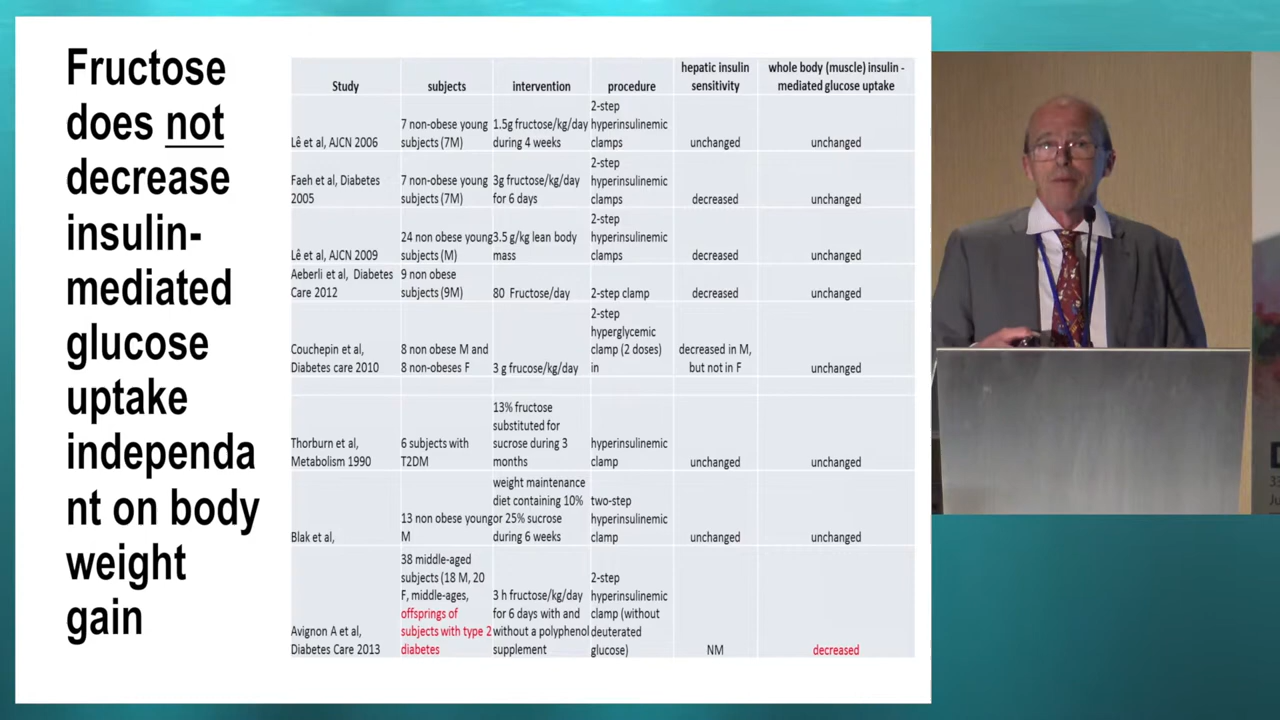 Fructose
does not
decrease
insulin-
mediated
glucose
uptake
independa
nt on body
weight
gain
Study
subjects
intervention
procedure
hepatic insulin
sensitivity
whole body (muscle) insulin -
mediated glucose uptake
Lê et al, AJCN 2006
7 non-obese young
subjects (7M)
1.5g fructose/kg/day
during 4 weeks
2-step
hyperinsulinemic
clamps
unchanged
unchanged
Faeh et al, Diabetes
2005
7 non-obese young
subjects (7M)
3g fructose/kg/day
for 6 days
2-step
hyperinsulinemic
clamps
decreased
unchanged
Lê et al, AJCN 2009
24 non obese young
subjects (M)
3.5 g/kg lean body
mass
2-step
hyperinsulinemic
clamps
decreased
unchanged
Aeberli et al, Diabetes
Care 2012
9 non obese
subjects (9M)
80 Fructose/day
2-step clamp
decreased
unchanged
Couchepin et al,
Diabetes care 2010
8 non obese M and
8 non-obeses F
3 g frucose/kg/day
2-step
hyperglycemic
clamp (2 doses)
in
decreased in M,
but not in F
unchanged
Thorburn et al,
Metabolism 1990
6 subjects with
T2DM
13% fructose
substituted for
sucrose during 3
months
hyperinsulinemic
clamp
unchanged
unchanged
Blak et al,
13 non obese young
M
weight maintenance
diet containing 10%
or 25% sucrose
during 6 weeks
two-step
hyperinsulinemic
clamp
unchanged
unchanged
Avignon A et al,
Diabetes Care 2013
38 middle-aged
subjects (18 M, 20
F, middle-ages,
offsprings of
subjects with type 2
diabetes
3 h fructose/kg/day
for 6 days with and
without a polyphenol
supplement
2-step
hyperinsulinemic
clamp (without
deuterated
glucose)
NM
decreased